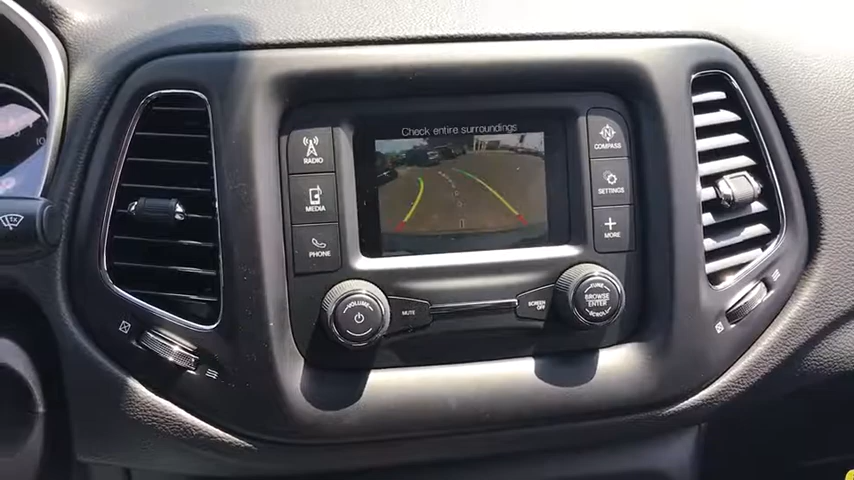 Check entire surroundings
RADIO
MEDIA
PHONE
N
COMPASS
SETTINGS
MORE
VOLUME
MUTE
SCREEN
OFF
TUNE
BROWSE
ENTER
SCROLL